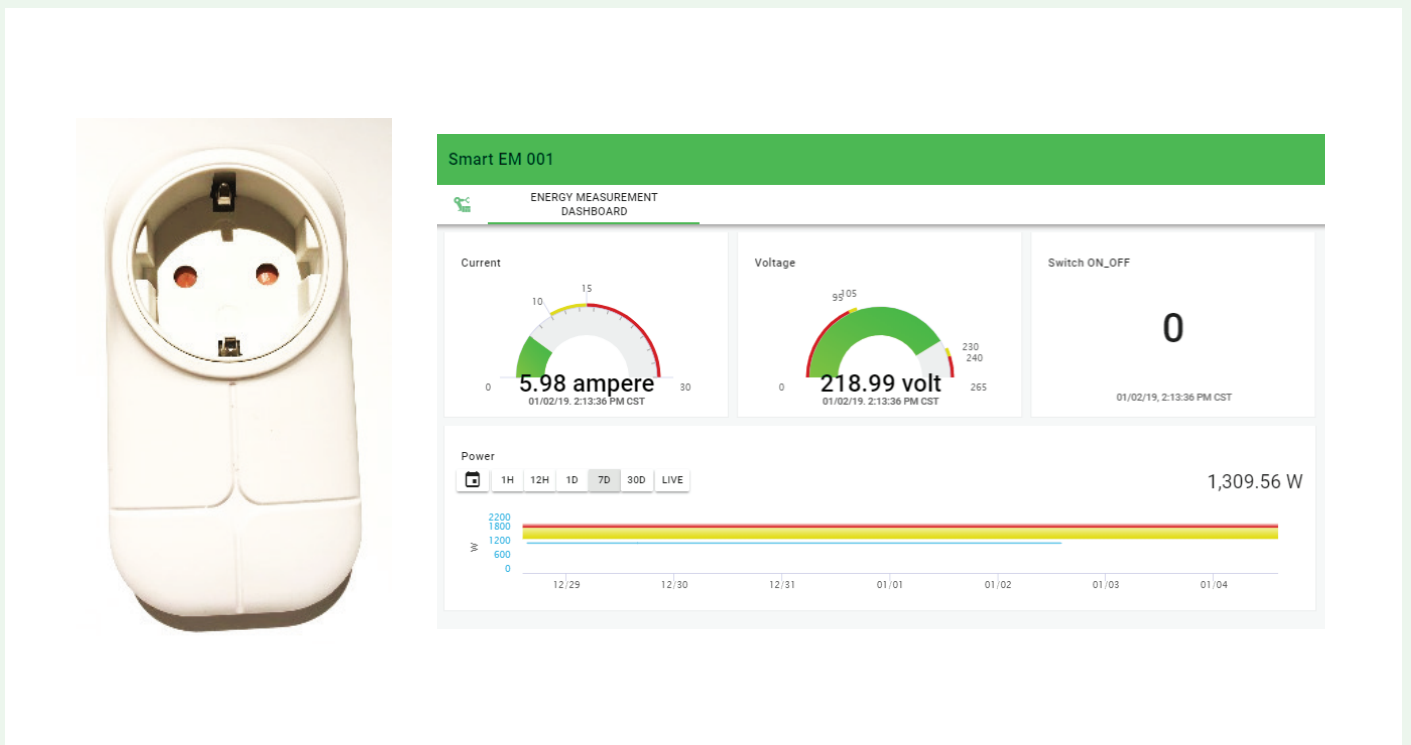 Smart EM 001
ENERGY MEASUREMENT
DASHBOARD
Current
0
10
15
30
5.98 ampere
01/02/19. 2:13:36 PM CST
Voltage
0
95
105
230
240
265
218.99 volt
01/02/19. 2:13:36 PM CST
Switch ON_OFF
0
01/02/19, 2:13:36 PM CST
Power
1H 12H 1D 7D 30D LIVE
1,309.56 W
W
2200
1800
1200
600
0
12/29 12/30 12/31 01/01 01/02 01/03 01/04